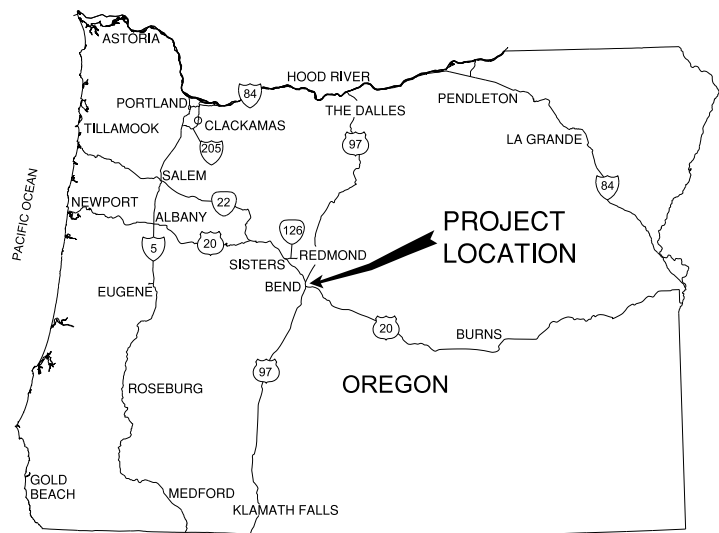 ASTORIA
HOOD RIVER
84
PORTLAND
THE DALLES
PENDLETON
TILLAMOOK
CLACKAMAS
97
LA GRANDE
205
SALEM
84
NEWPORT
22
ALBANY
PROJECT
LOCATION
126
PACIFIC OCEAN
5
20
REDMOND
SISTERS
EUGENE
BEND
20
BURNS
97
OREGON
ROSEBURG
GOLD
BEACH
MEDFORD
KLAMATH FALLS